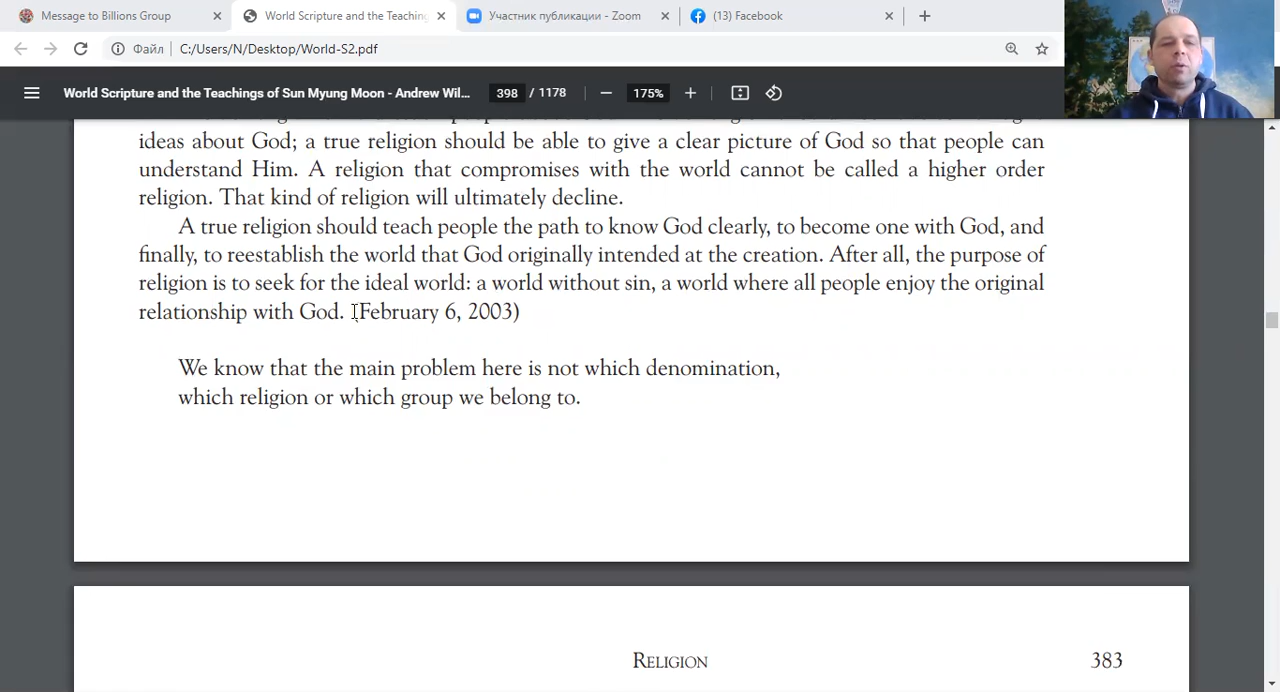 Message to Billions Group
World Scripture and the Teaching
Участник публикации - Zoom
(13) Facebook
Файл
C:/Users/N/Desktop/World-S2.pdf
World Scripture and the Teachings of Sun Myung Moon - Andrew Wil...
398 / 1178
175%
ideas about God; a true religion should be able to give a clear picture of God so that people can
understand Him. A religion that compromises with the world cannot be called a higher order
religion. That kind of religion will ultimately decline.
A true religion should teach people the path to know God clearly, to become one with God, and
finally, to reestablish the world that God originally intended at the creation. After all, the purpose of
religion is to seek for the ideal world: a world without sin, a world where all people enjoy the original
relationship with God. (February 6, 2003)
We know that the main problem here is not which denomination,
which religion or which group we belong to.
RELIGION
383